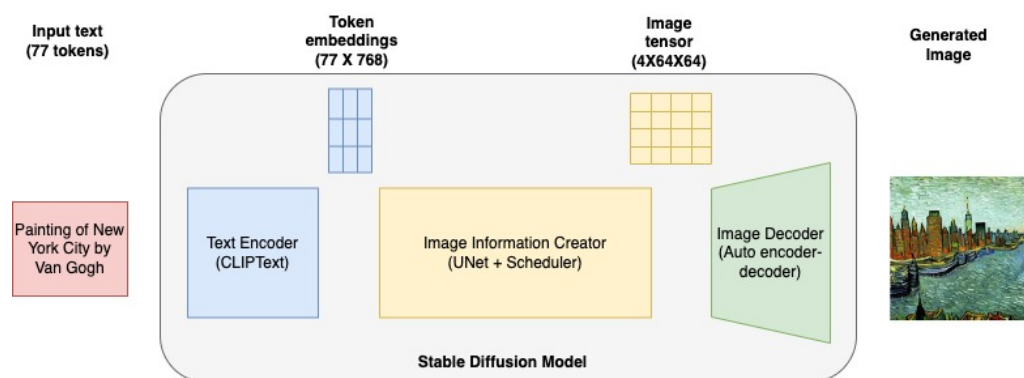 Input text
(77 tokens)
Token
embeddings
(77 X 768)
Image
tensor
(4X64X64)
Generated
Image
Painting of New
York City by
Van Gogh
Text Encoder
(CLIPText)
Image Information Creator
(UNet + Scheduler)
Image Decoder
(Auto encoder-
decoder)
Stable Diffusion Model